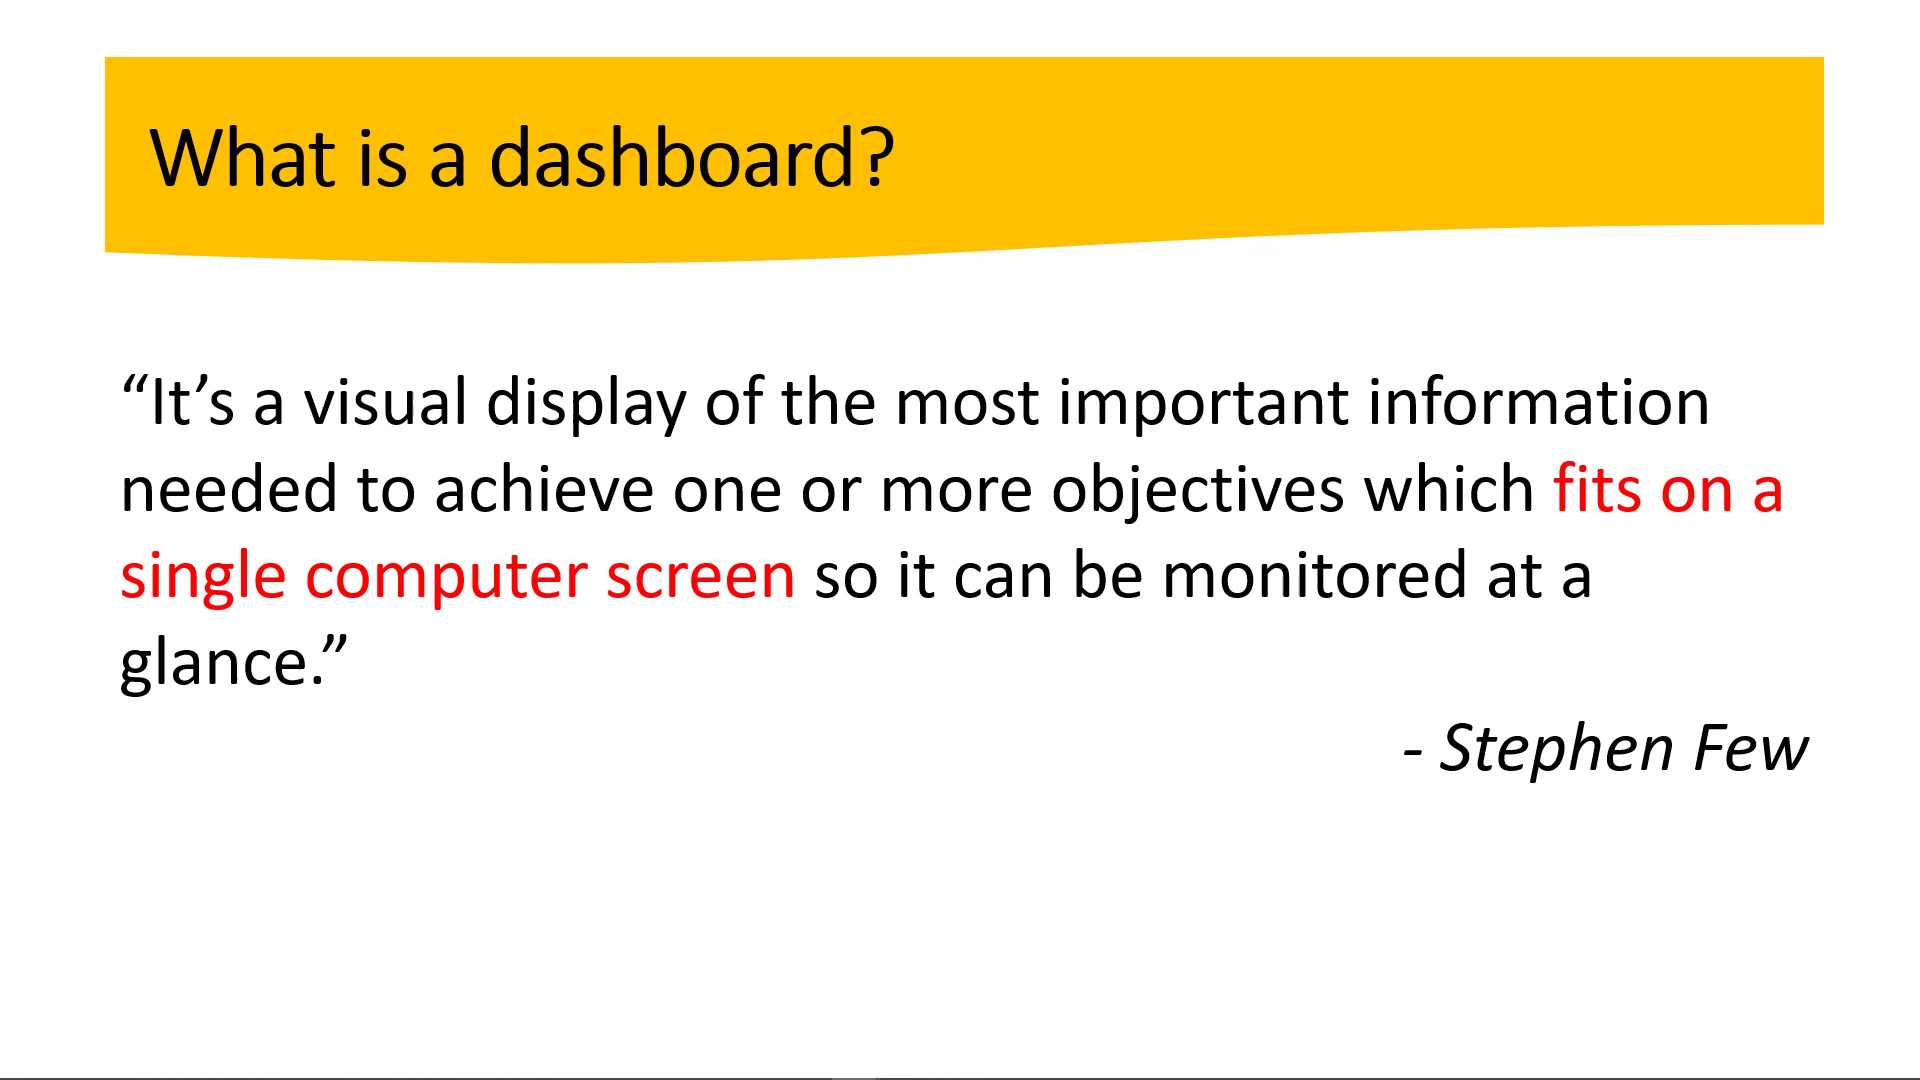 What is a dashboard?
“It’s a visual display of the most important information
needed to achieve one or more objectives which fits on a
single computer screen so it can be monitored at a
glance.”
- Stephen Few